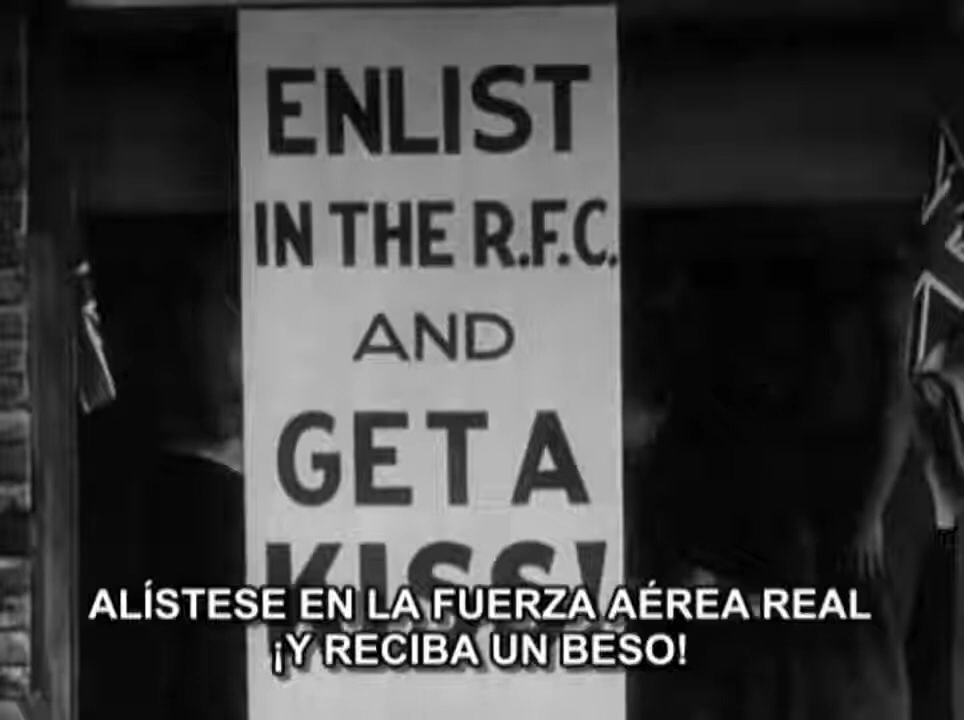 ENLIST
IN THE R.F.C.
AND
GET A
KISS!
ALÍSTESE EN LA FUERZA AÉREA REAL
¡Y RECIBA UN BESO!